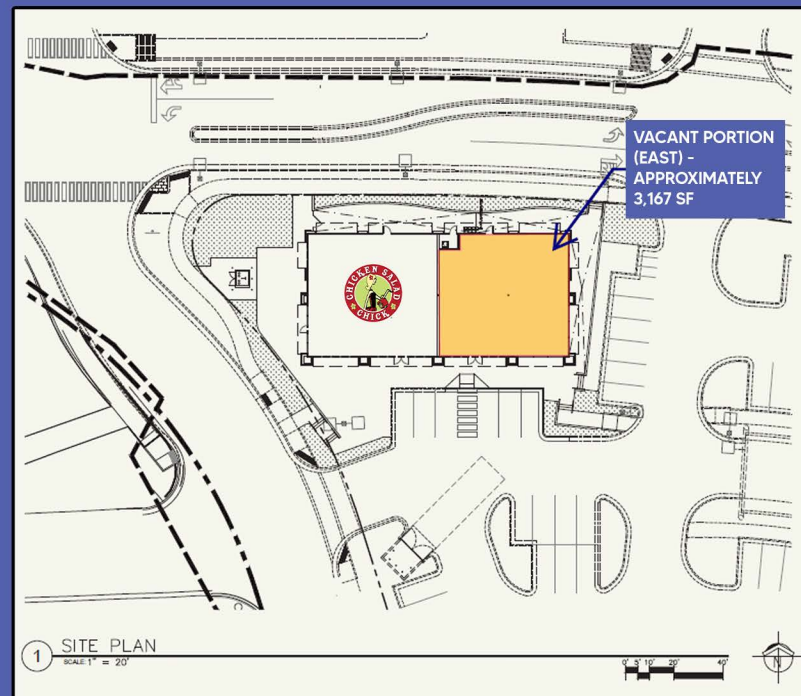 VACANT PORTION
(EAST) -
APPROXIMATELY
3,167 SF
CHICKEN SALAD
CHICK
1 SITE PLAN
SCALE: 1" = 20'
0' 5' 10' 20' 40'
N